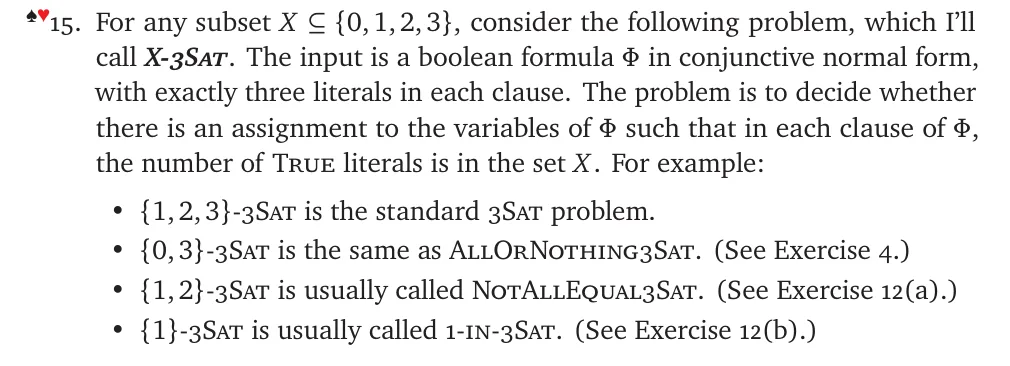 ♠♥15. For any subset X ⊆ {0, 1, 2, 3}, consider the following problem, which I'll
call X-3SAT. The input is a boolean formula Φ in conjunctive normal form,
with exactly three literals in each clause. The problem is to decide whether
there is an assignment to the variables of Φ such that in each clause of Φ,
the number of TRUE literals is in the set X. For example:
• {1, 2, 3}-3SAT is the standard 3SAT problem.
• {0, 3}-3SAT is the same as ALLORNOTHING3SAT. (See Exercise 4.)
• {1, 2}-3SAT is usually called NOTALLEQUAL3SAT. (See Exercise 12(a).)
• {1}-3SAT is usually called 1-IN-3SAT. (See Exercise 12(b).)